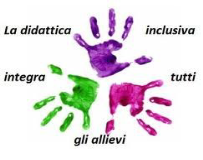 La didattica inclusiva
integra tutti
gli allievi